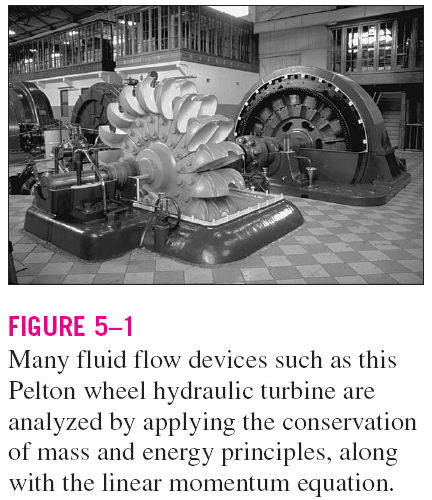 FIGURE 5–1
Many fluid flow devices such as this
Pelton wheel hydraulic turbine are
analyzed by applying the conservation
of mass and energy principles, along
with the linear momentum equation.